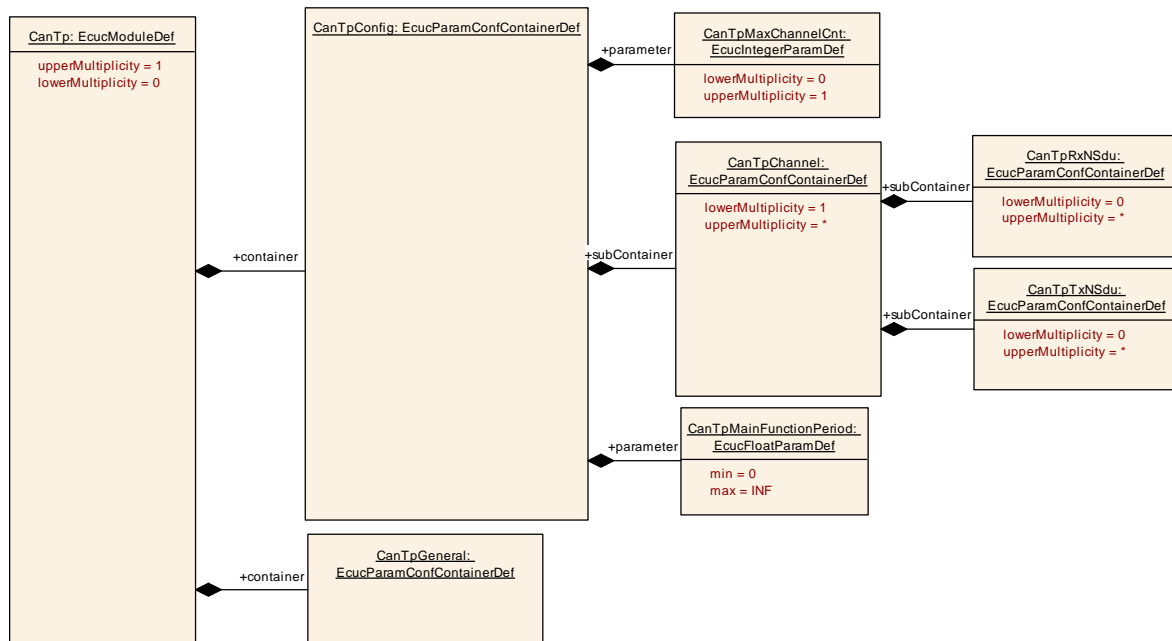 CanTp: EcucModuleDef
upperMultiplicity = 1
lowerMultiplicity = 0
+container
CanTpConfig: EcucParamConfContainerDef
+parameter
CanTpMaxChannelCnt:
EcucIntegerParamDef
lowerMultiplicity = 0
upperMultiplicity = 1
+subContainer
CanTpChannel:
EcucParamConfContainerDef
lowerMultiplicity = 1
upperMultiplicity = *
+subContainer
CanTpRxNSdu:
EcucParamConfContainerDef
lowerMultiplicity = 0
upperMultiplicity = *
+subContainer
CanTpTxNSdu:
EcucParamConfContainerDef
lowerMultiplicity = 0
upperMultiplicity = *
+parameter
CanTpMainFunctionPeriod:
EcucFloatParamDef
min = 0
max = INF
+container
CanTpGeneral:
EcucParamConfContainerDef